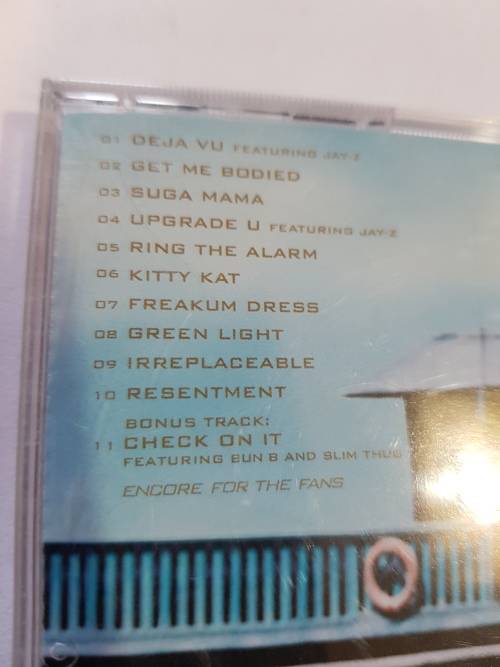 01 DEJA VU FEATURING JAY-Z
02 GET ME BODIED
03 SUGA MAMA
04 UPGRADE U FEATURING JAY-Z
05 RING THE ALARM
06 KITTY KAT
07 FREAKUM DRESS
08 GREEN LIGHT
09 IRREPLACEABLE
10 RESENTMENT
BONUS TRACK:
11 CHECK ON IT
FEATURING BUN B AND SLIM THUG
ENCORE FOR THE FANS